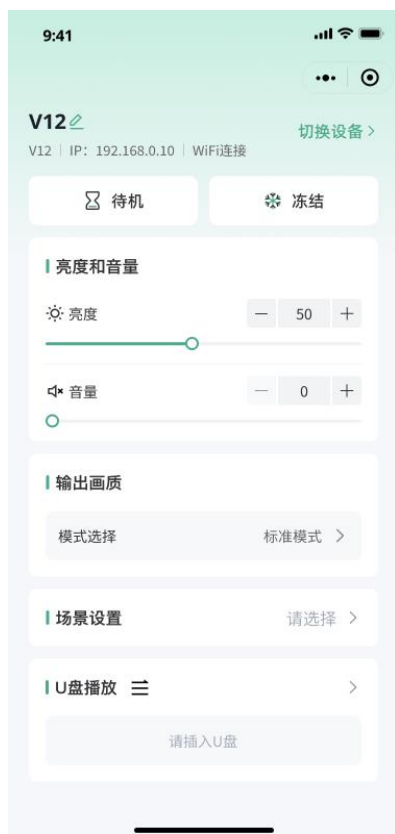 9:41
V12
切换设备
V12 | IP: 192.168.0.10 | WiFi连接
待机 冻结
亮度和音量
亮度 — 50 +
音量 — 0 +
输出画质
模式选择 标准模式
场景设置 请选择
U盘播放
请插入U盘